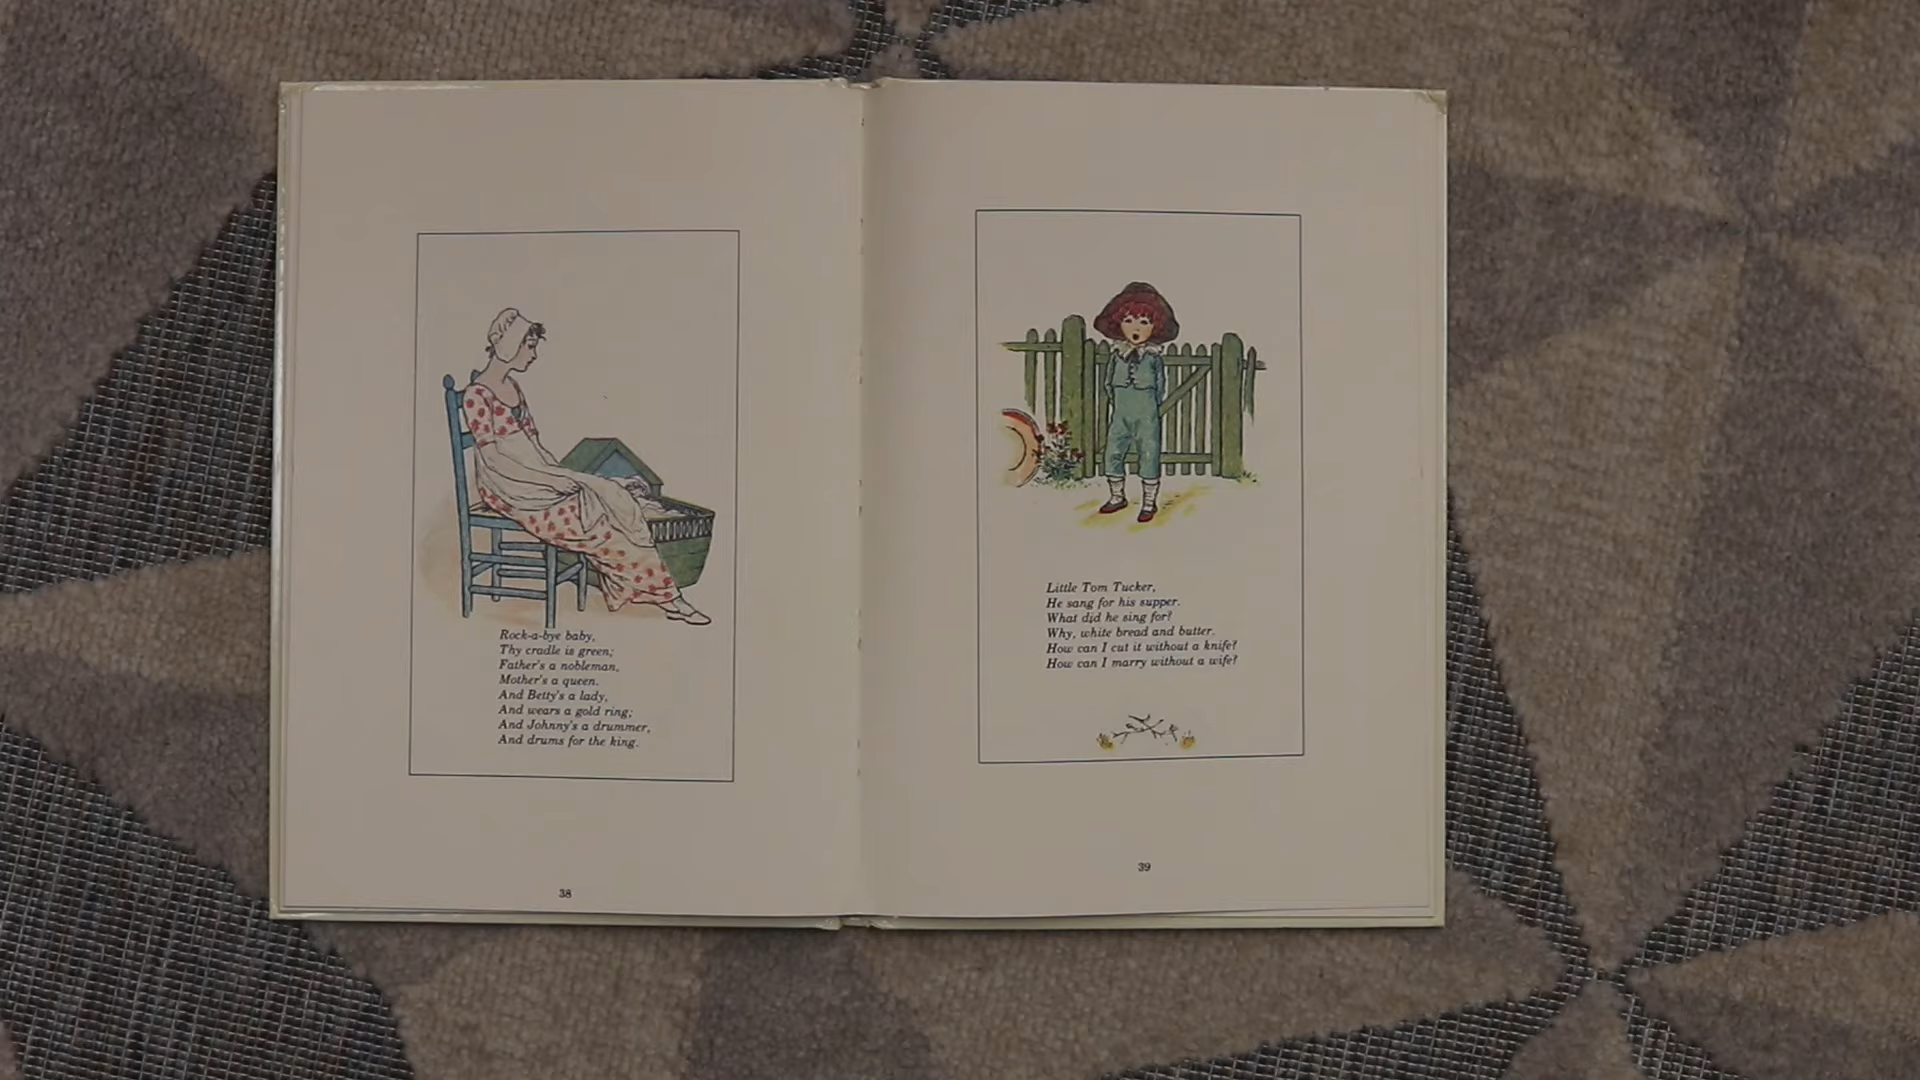 Rock-a-bye baby,
Thy cradle is green;
Father's a nobleman,
Mother's a queen.
And Betty's a lady,
And wears a gold ring;
And Johnny's a drummer,
And drums for the king.
38
Little Tom Tucker,
He sang for his supper.
What did he sing for?
Why, white bread and butter.
How can I cut it without a knife?
How can I marry without a wife?
39